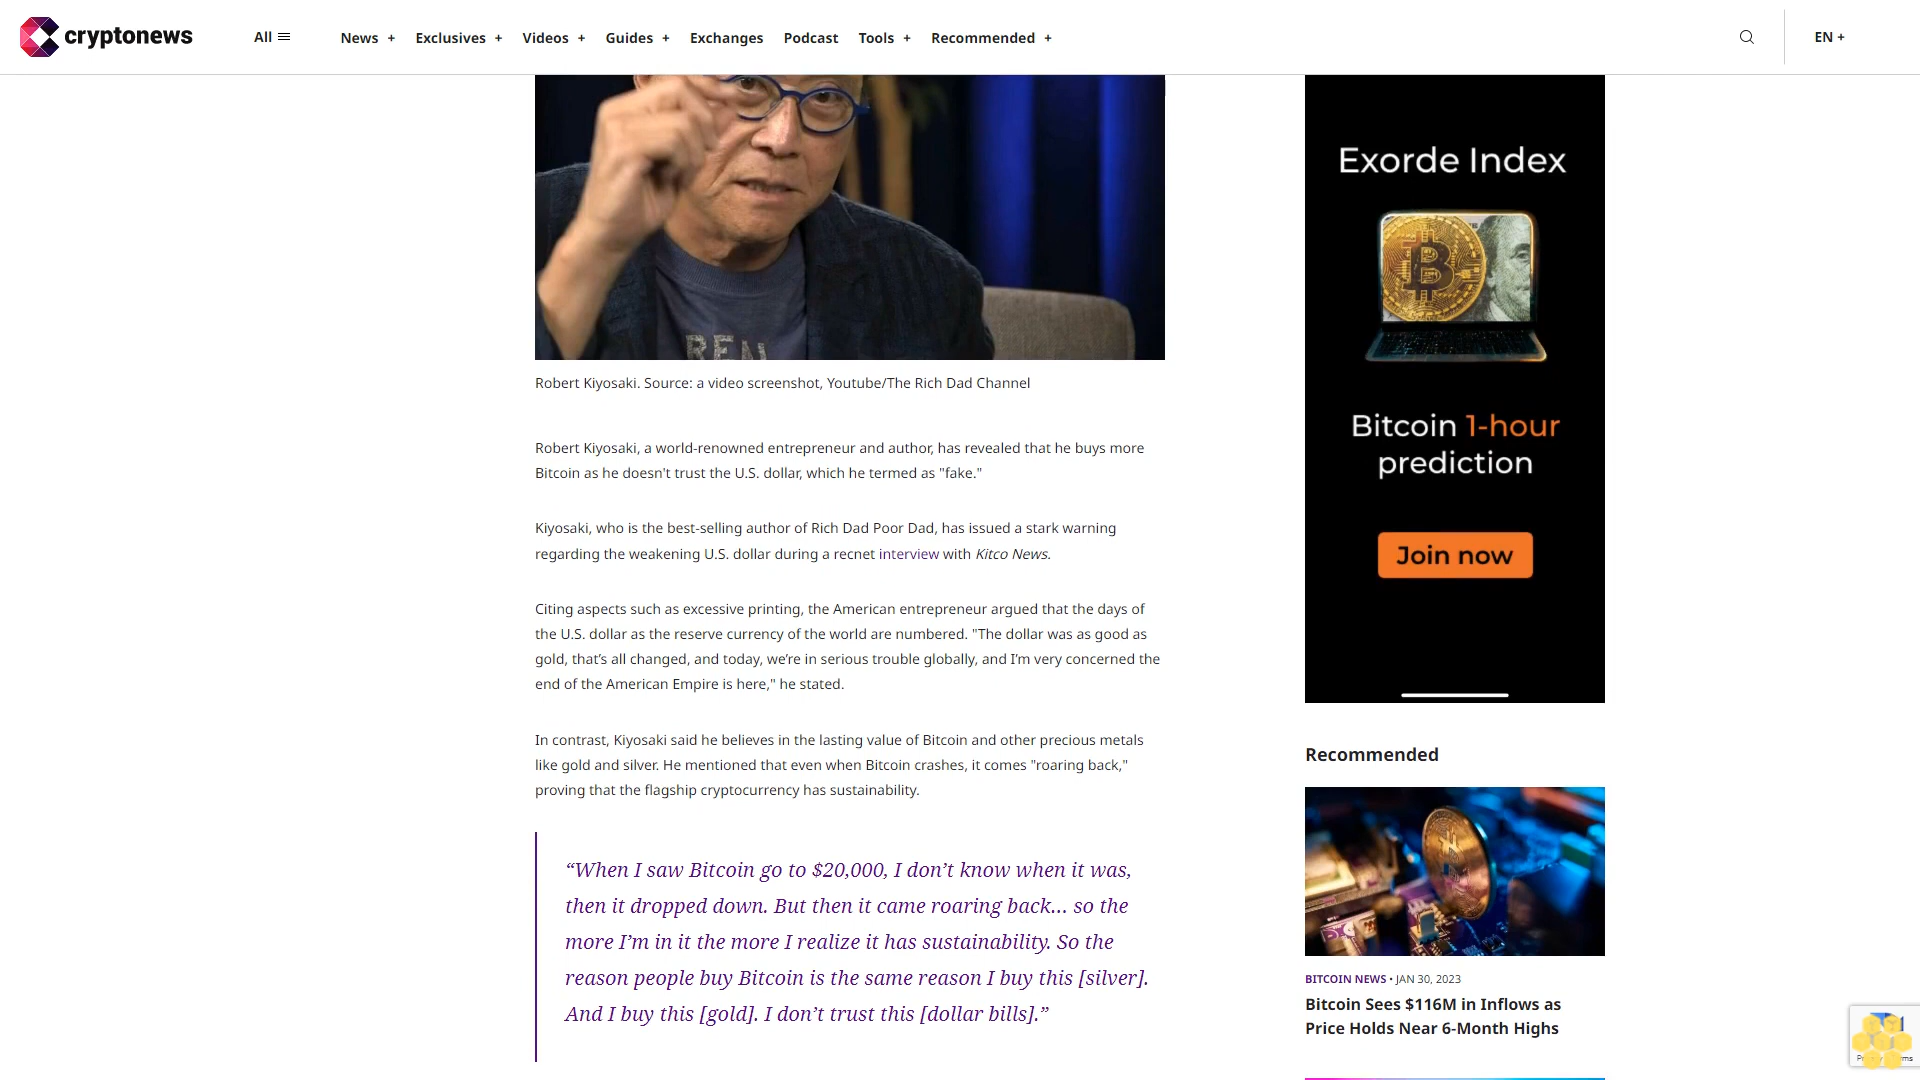 cryptonews
All
News +
Exclusives +
Videos +
Guides +
Exchanges
Podcast
Tools +
Recommended +
EN +
Robert Kiyosaki. Source: a video screenshot, Youtube/The Rich Dad Channel
Robert Kiyosaki, a world-renowned entrepreneur and author, has revealed that he buys more
Bitcoin as he doesn't trust the U.S. dollar, which he termed as "fake."
Kiyosaki, who is the best-selling author of Rich Dad Poor Dad, has issued a stark warning
regarding the weakening U.S. dollar during a recnet interview with Kitco News.
Citing aspects such as excessive printing, the American entrepreneur argued that the days of
the U.S. dollar as the reserve currency of the world are numbered. "The dollar was as good as
gold, that’s all changed, and today, we’re in serious trouble globally, and I’m very concerned the
end of the American Empire is here," he stated.
In contrast, Kiyosaki said he believes in the lasting value of Bitcoin and other precious metals
like gold and silver. He mentioned that even when Bitcoin crashes, it comes "roaring back,"
proving that the flagship cryptocurrency has sustainability.
“When I saw Bitcoin go to $20,000, I don’t know when it was,
then it dropped down. But then it came roaring back… so the
more I’m in it the more I realize it has sustainability. So the
reason people buy Bitcoin is the same reason I buy this [silver].
And I buy this [gold]. I don’t trust this [dollar bills].”
Exorde Index
Bitcoin 1-hour
prediction
Join now
Recommended
BITCOIN NEWS • JAN 30, 2023
Bitcoin Sees $116M in Inflows as
Price Holds Near 6-Month Highs